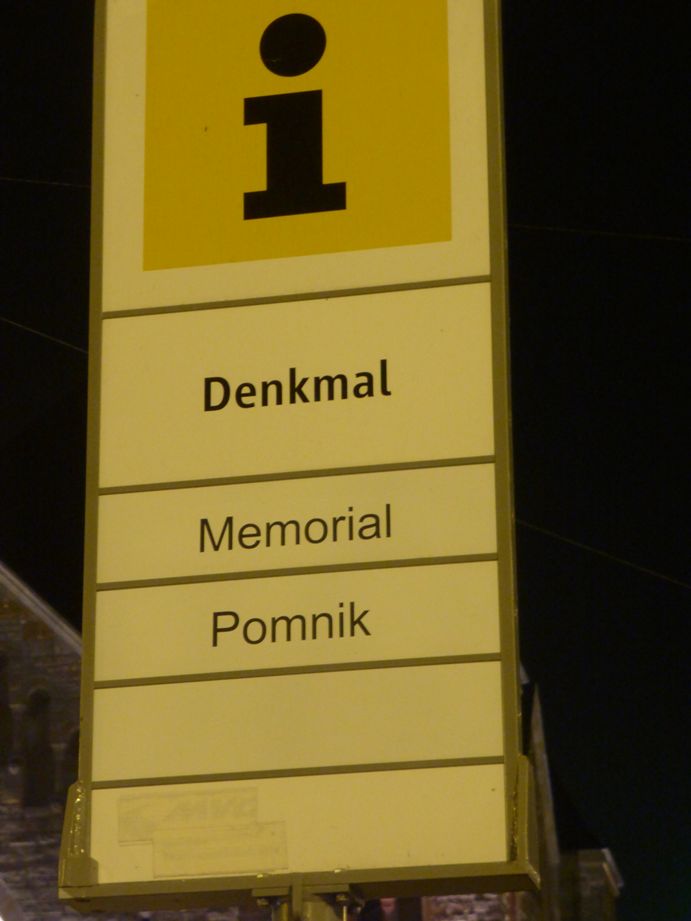 i
Denkmal
Memorial
Pomnik